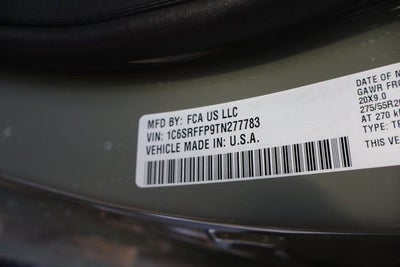 MFD BY: FCA US LLC
VIN: 1C6SRFFP9TN277783
VEHICLE MADE IN: U.S.A.
DATE OF
GAWR FR
20X9.0
275/55R2
AT 270 k
TYPE: T
THIS VE